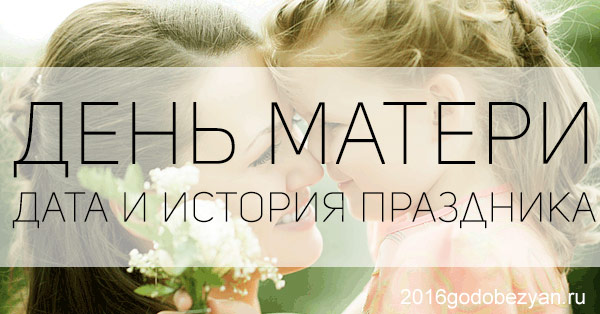 ДЕНЬ МАТЕРИ
ДАТА И ИСТОРИЯ ПРАЗДНИКА
2016godobezyan.ru